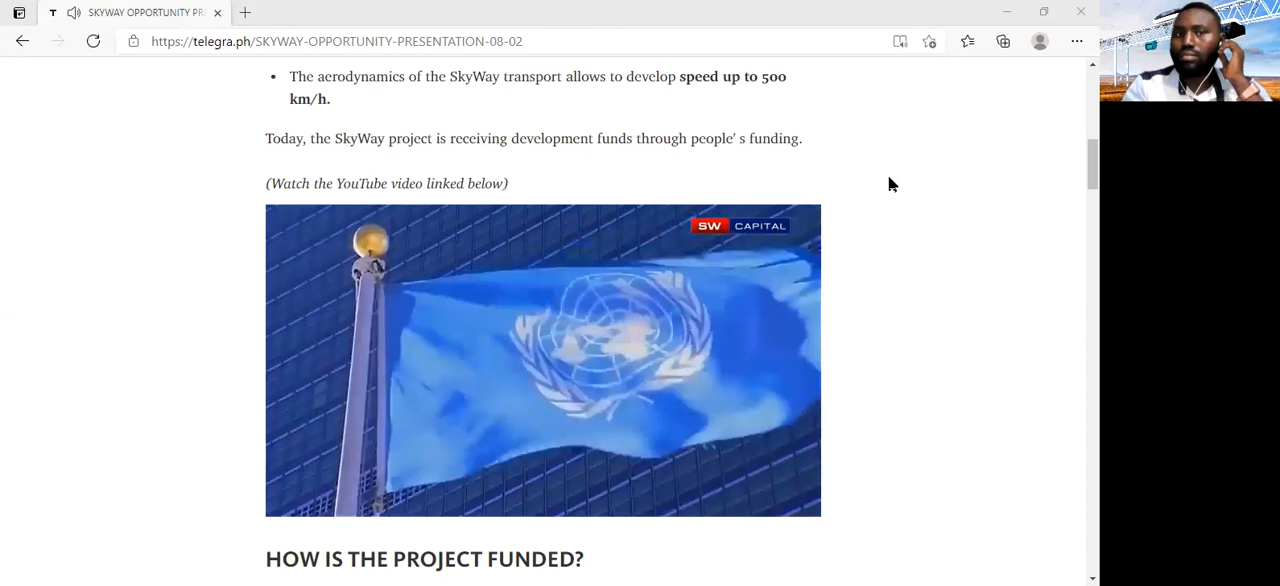 SKYWAY OPPORTUNITY PR
https://telegra.ph/SKYWAY-OPPORTUNITY-PRESENTATION-08-02
• The aerodynamics of the SkyWay transport allows to develop speed up to 500
km/h.
Today, the SkyWay project is receiving development funds through people' s funding.
(Watch the YouTube video linked below)
SW CAPITAL
HOW IS THE PROJECT FUNDED?